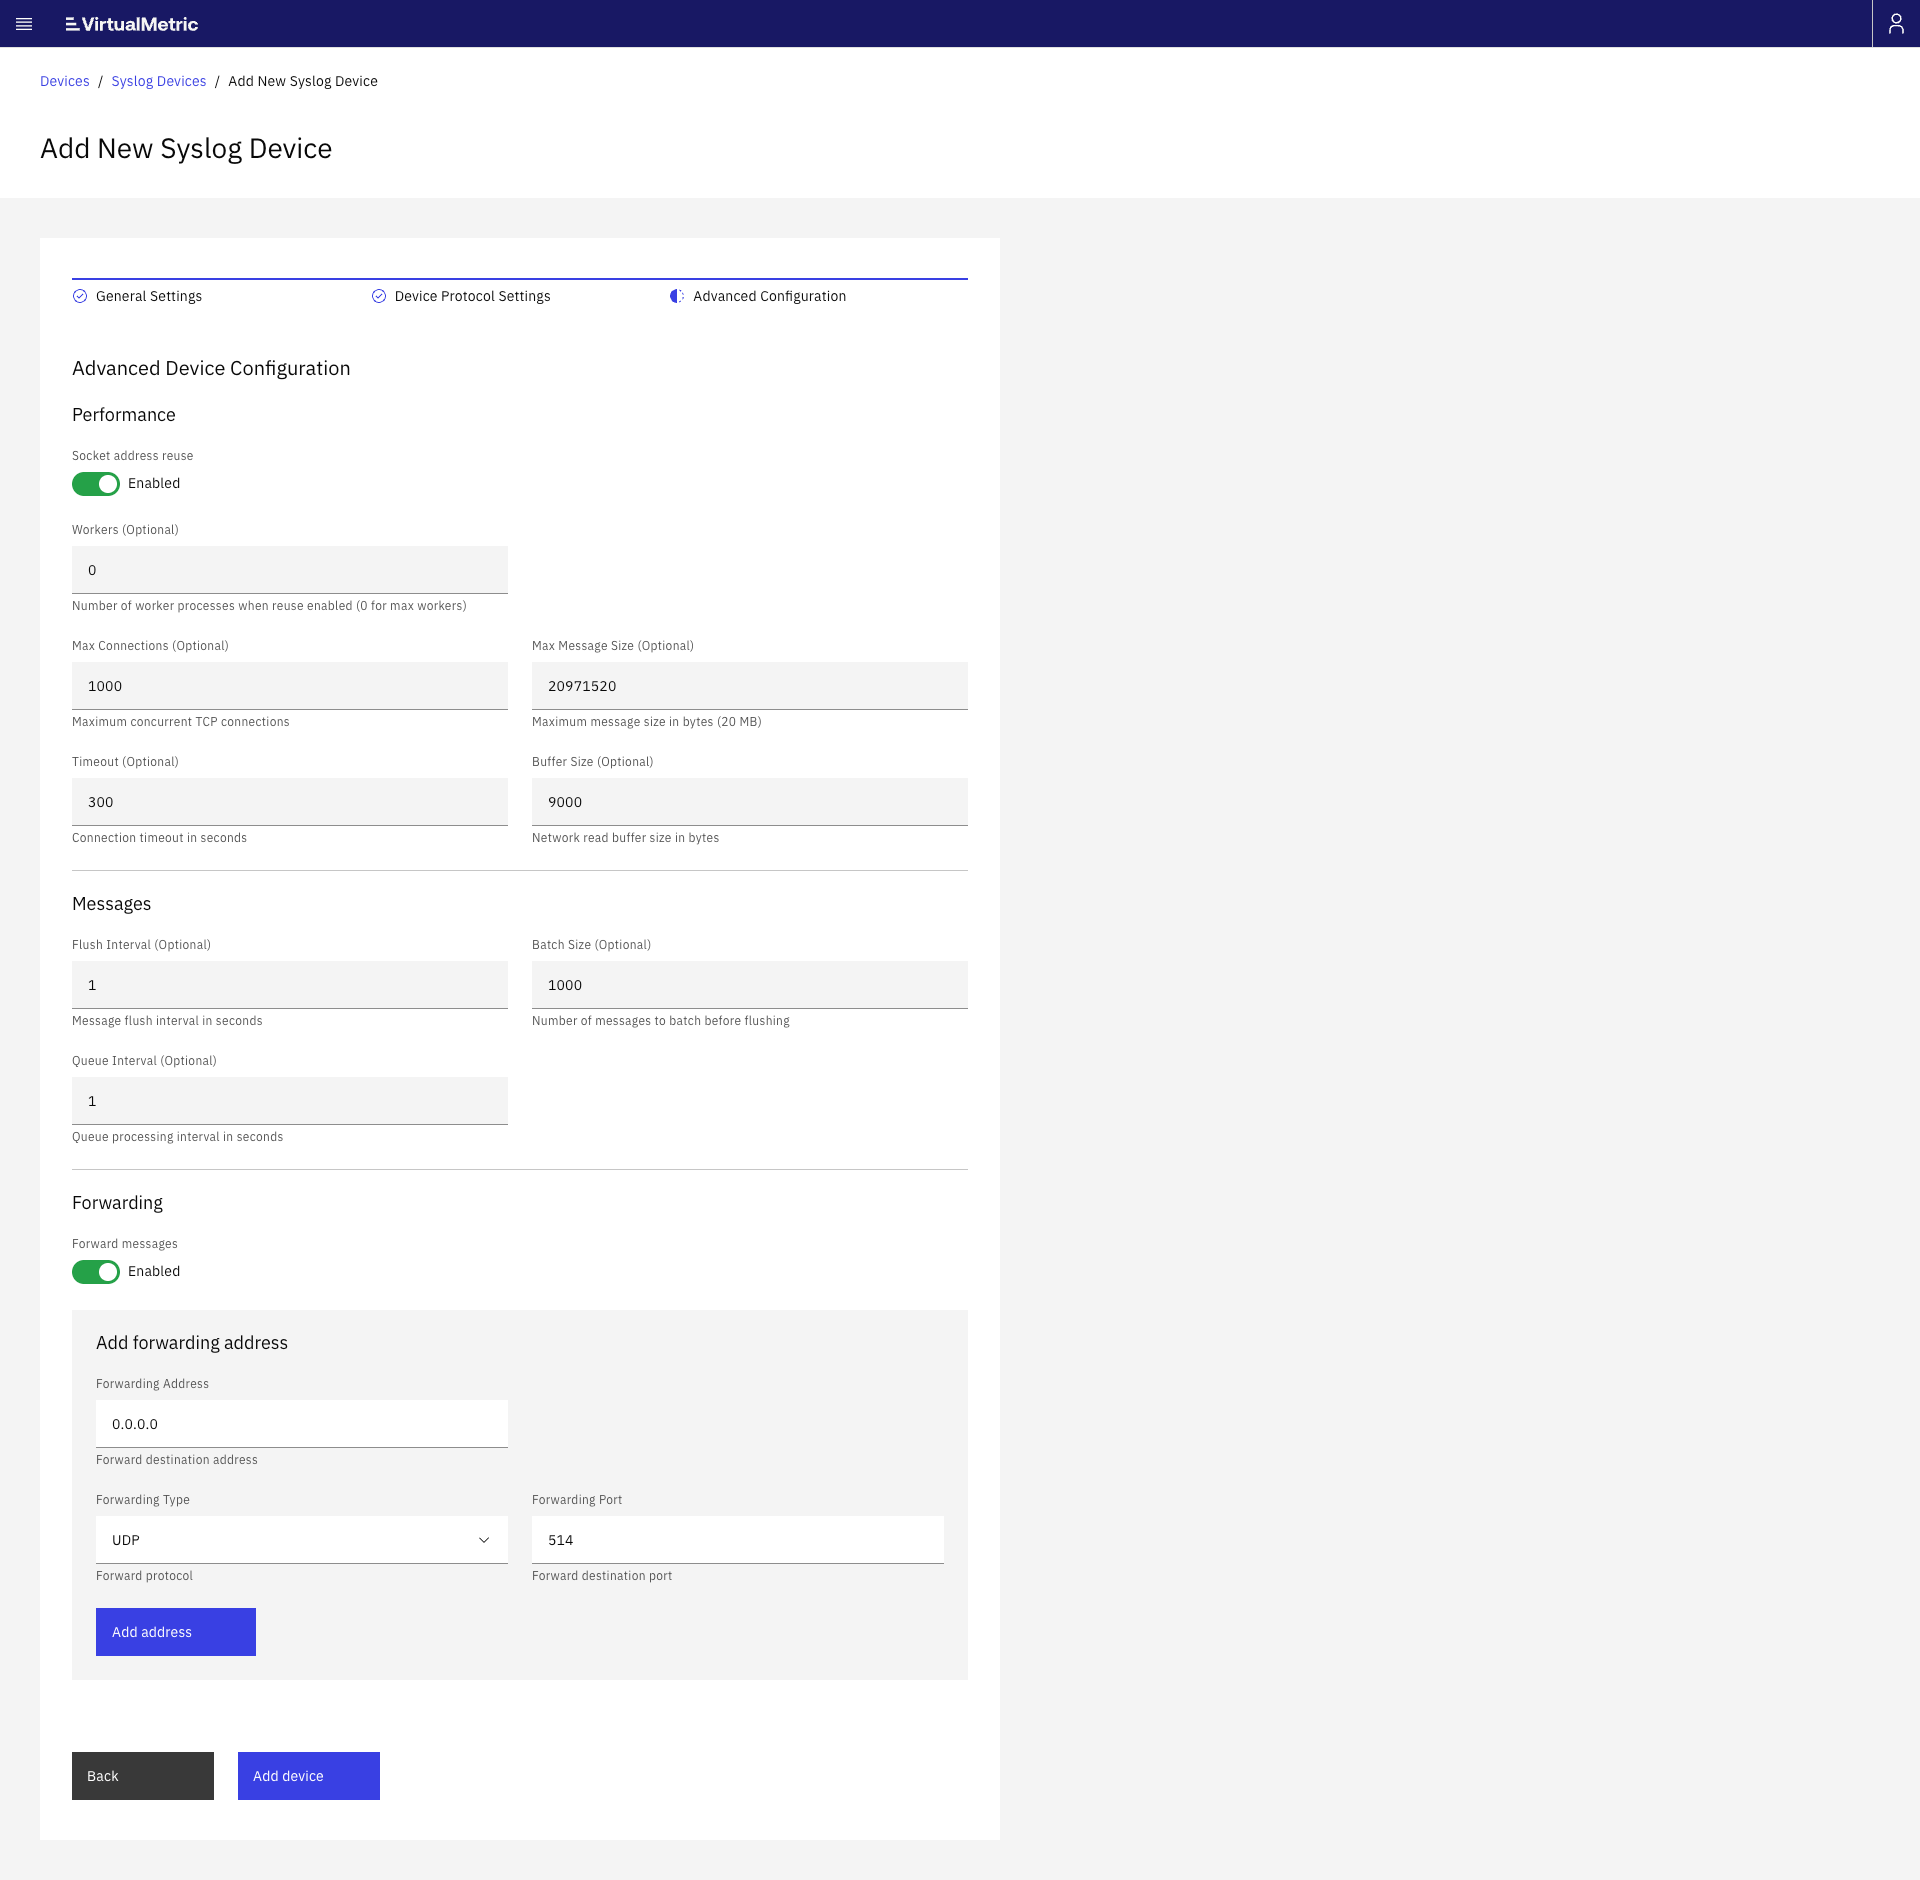 VirtualMetric
Devices / Syslog Devices / Add New Syslog Device
Add New Syslog Device
General Settings
Device Protocol Settings
Advanced Configuration
Advanced Device Configuration
Performance
Socket address reuse
Enabled
Workers (Optional)
0
Number of worker processes when reuse enabled (0 for max workers)
Max Connections (Optional)
1000
Maximum concurrent TCP connections
Max Message Size (Optional)
20971520
Maximum message size in bytes (20 MB)
Timeout (Optional)
300
Connection timeout in seconds
Buffer Size (Optional)
9000
Network read buffer size in bytes
Messages
Flush Interval (Optional)
1
Message flush interval in seconds
Batch Size (Optional)
1000
Number of messages to batch before flushing
Queue Interval (Optional)
1
Queue processing interval in seconds
Forwarding
Forward messages
Enabled
Add forwarding address
Forwarding Address
0.0.0.0
Forward destination address
Forwarding Type
UDP
Forward protocol
Forwarding Port
514
Forward destination port
Add address
Back
Add device